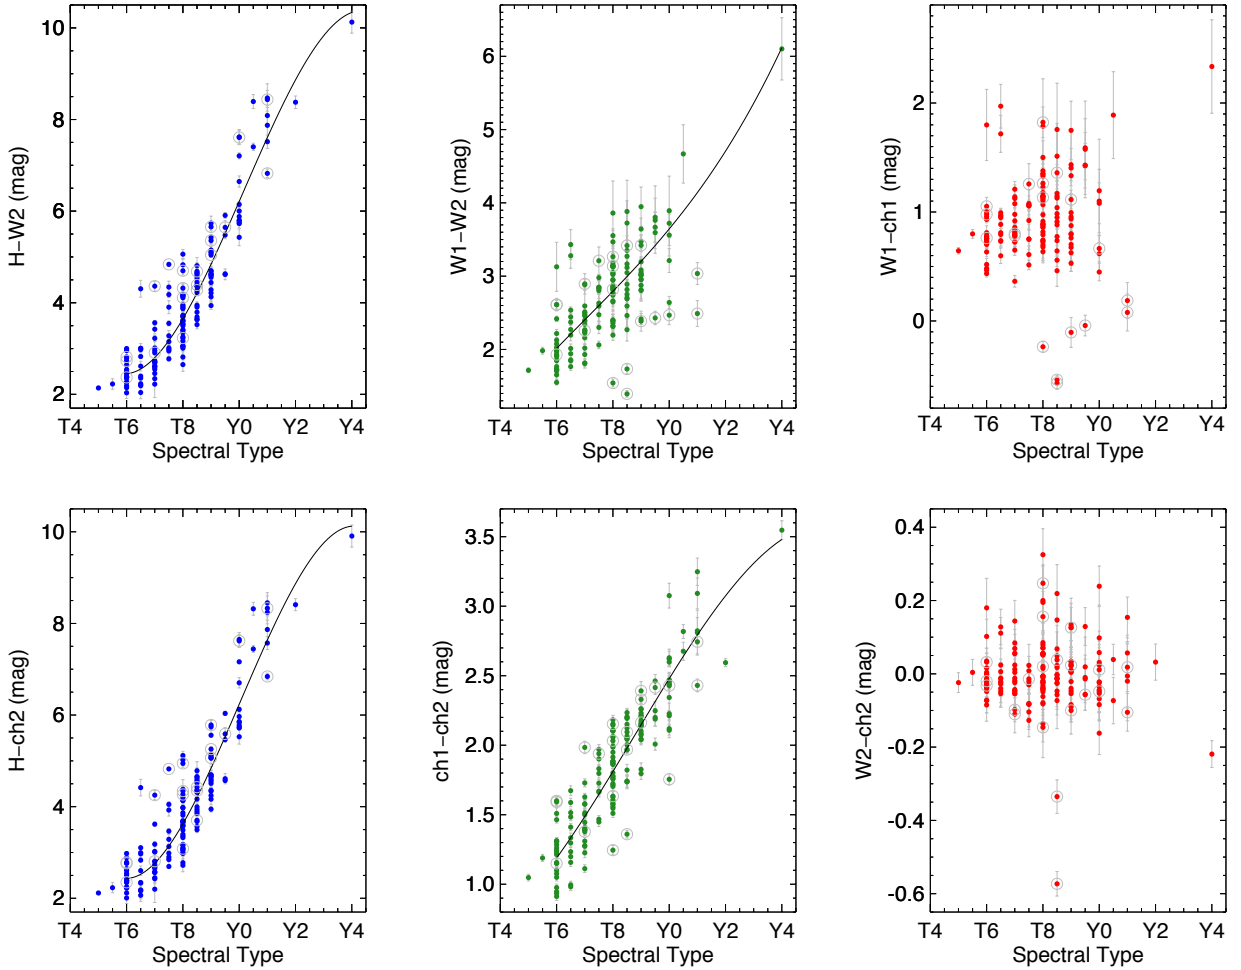 10
8
6
4
2
T4 T6 T8 Y0 Y2 Y4
Spectral Type
H−W2 (mag)
6
5
4
3
2
T4 T6 T8 Y0 Y2 Y4
Spectral Type
W1−W2 (mag)
2
1
0
T4 T6 T8 Y0 Y2 Y4
Spectral Type
W1−ch1 (mag)
10
8
6
4
2
T4 T6 T8 Y0 Y2 Y4
Spectral Type
H−ch2 (mag)
3.5
3.0
2.5
2.0
1.5
1.0
T4 T6 T8 Y0 Y2 Y4
Spectral Type
ch1−ch2 (mag)
0.4
0.2
0.0
-0.2
-0.4
-0.6
T4 T6 T8 Y0 Y2 Y4
Spectral Type
W2−ch2 (mag)